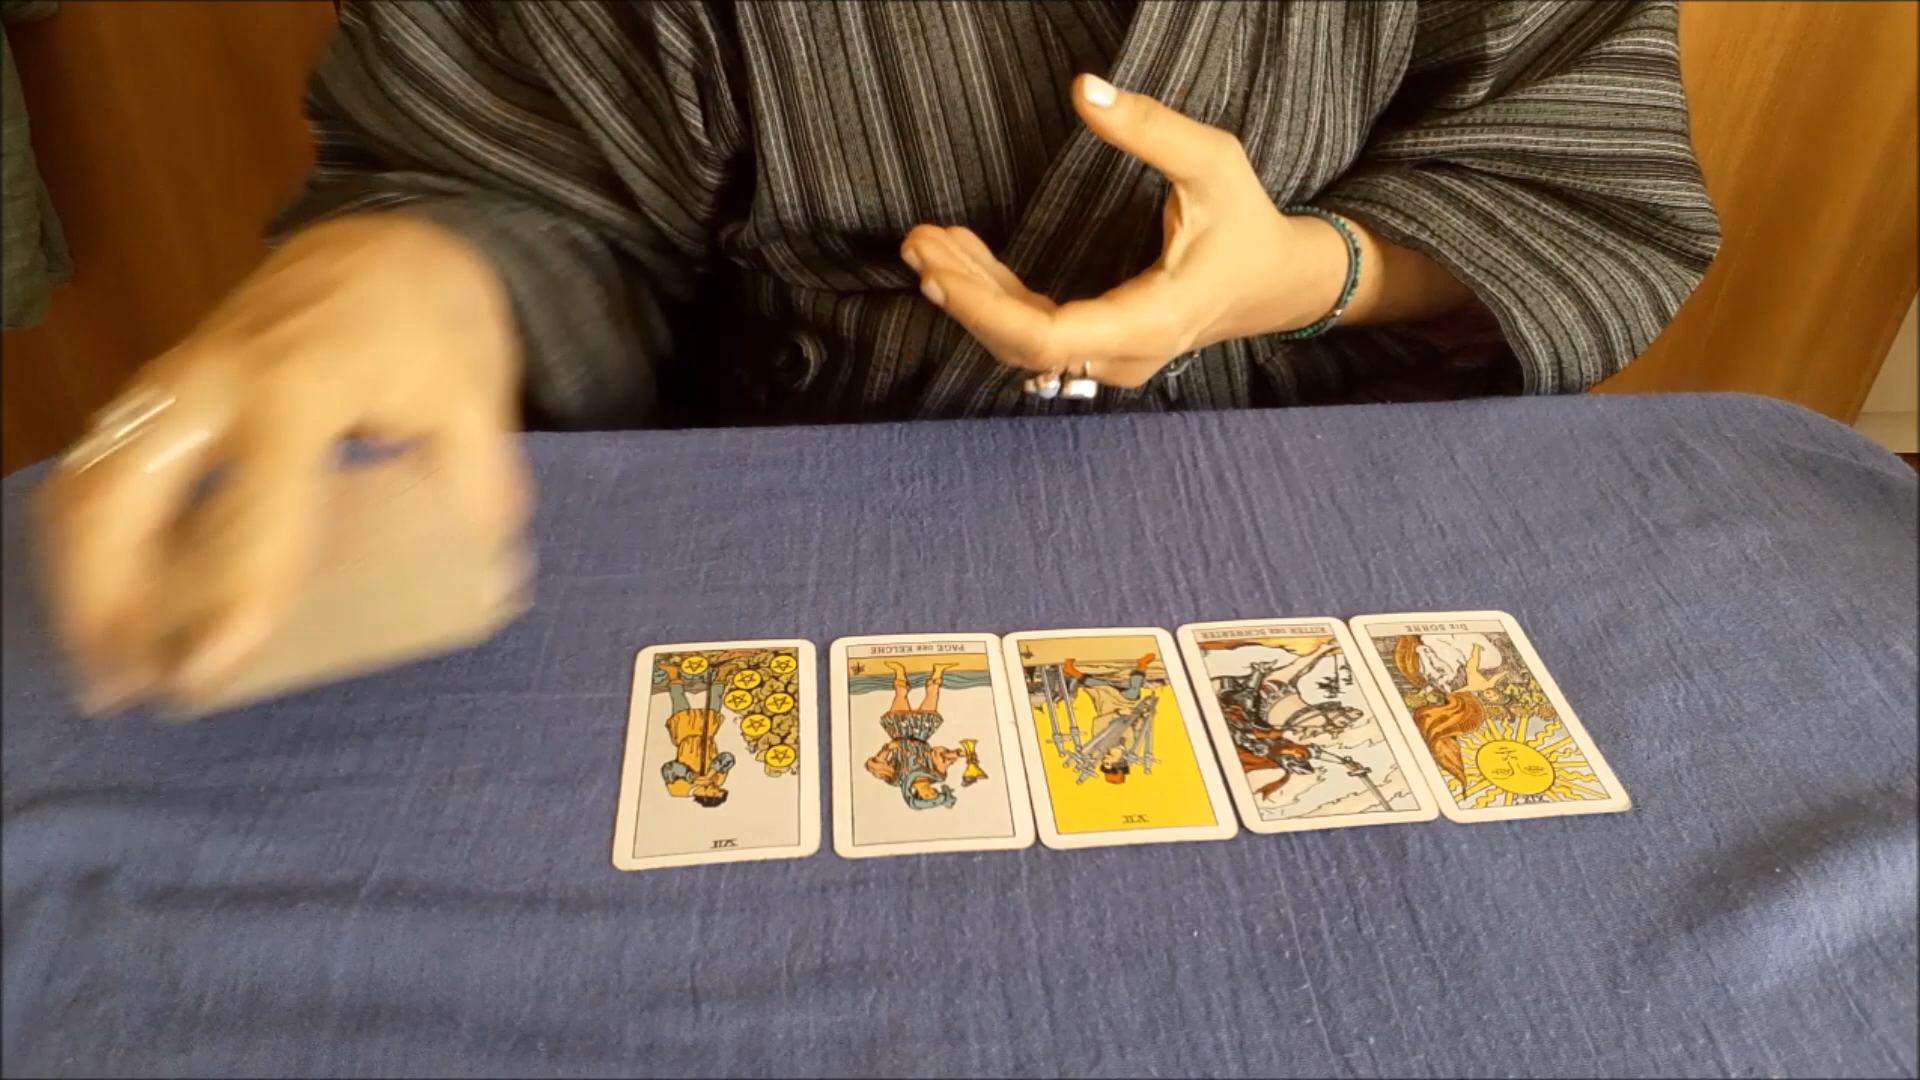 VII
PAGE DER KELCHE
VII
RITTER DER SCHWERTER
DIE SONNE
XIX